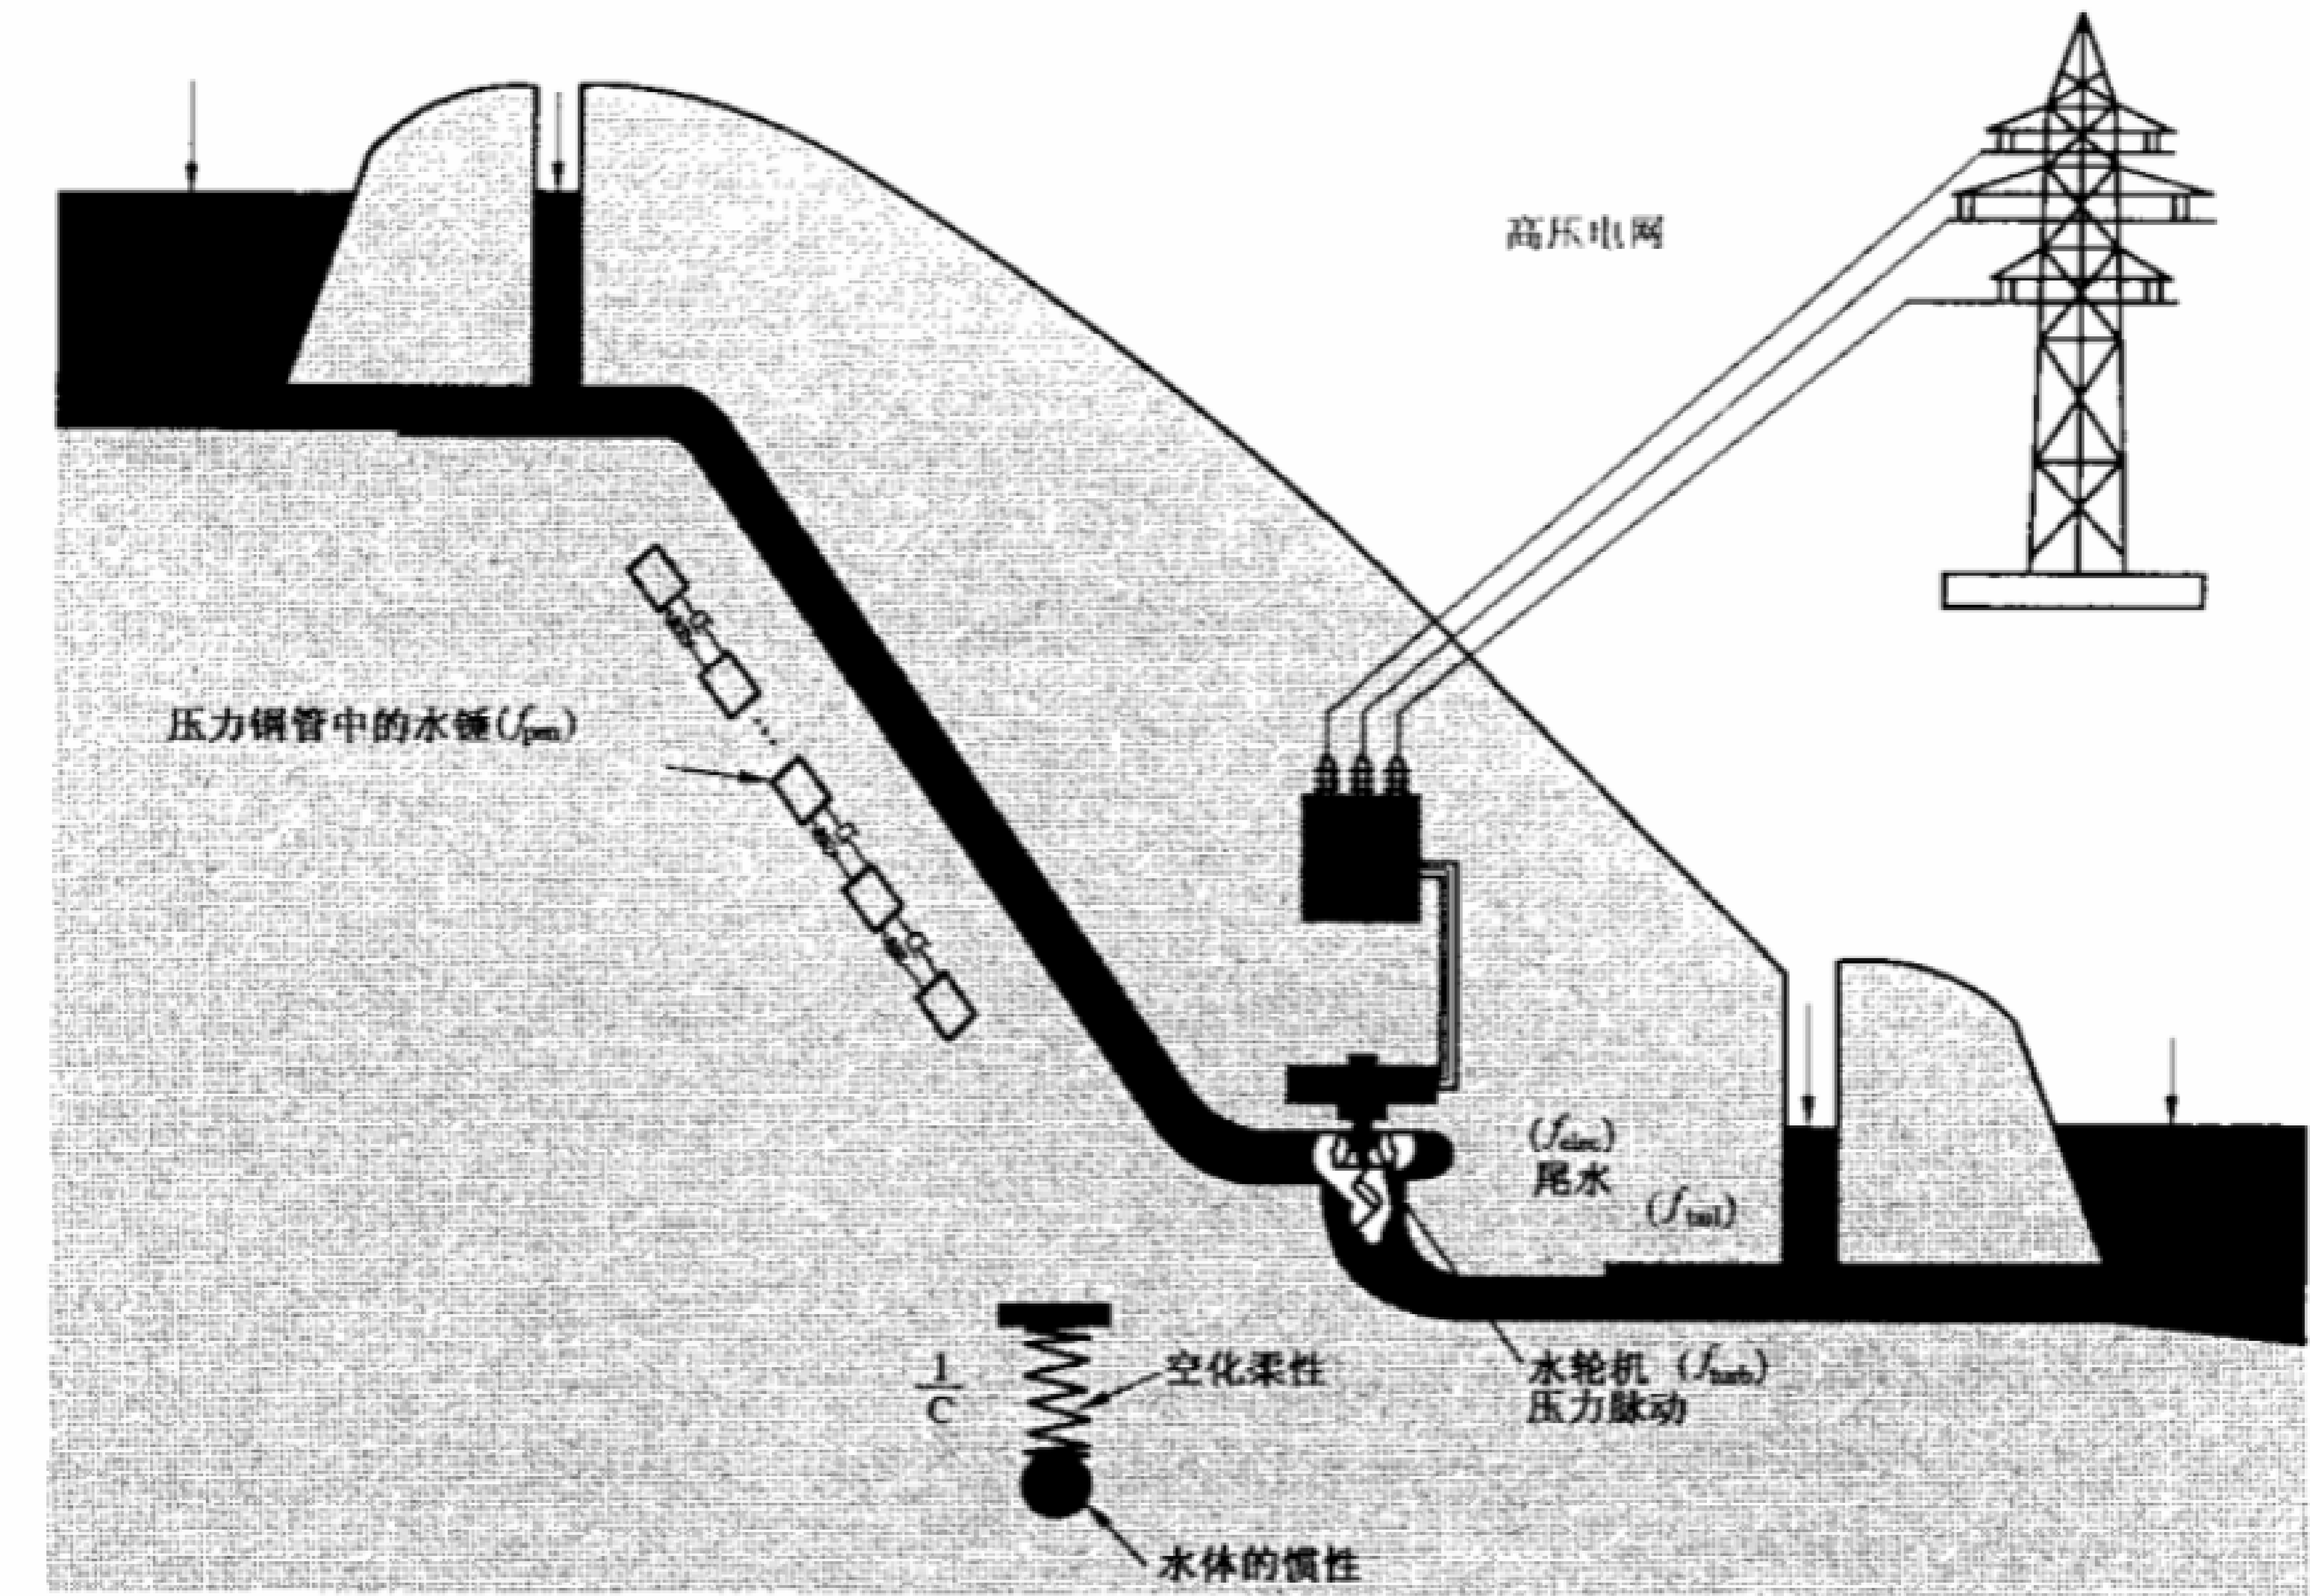 高压电网
压力钢管中的水锤(fpen)
(felec)
尾水
(ftail)
1
C
空化柔性
水轮机 (fturb)
压力脉动
水体的惯性